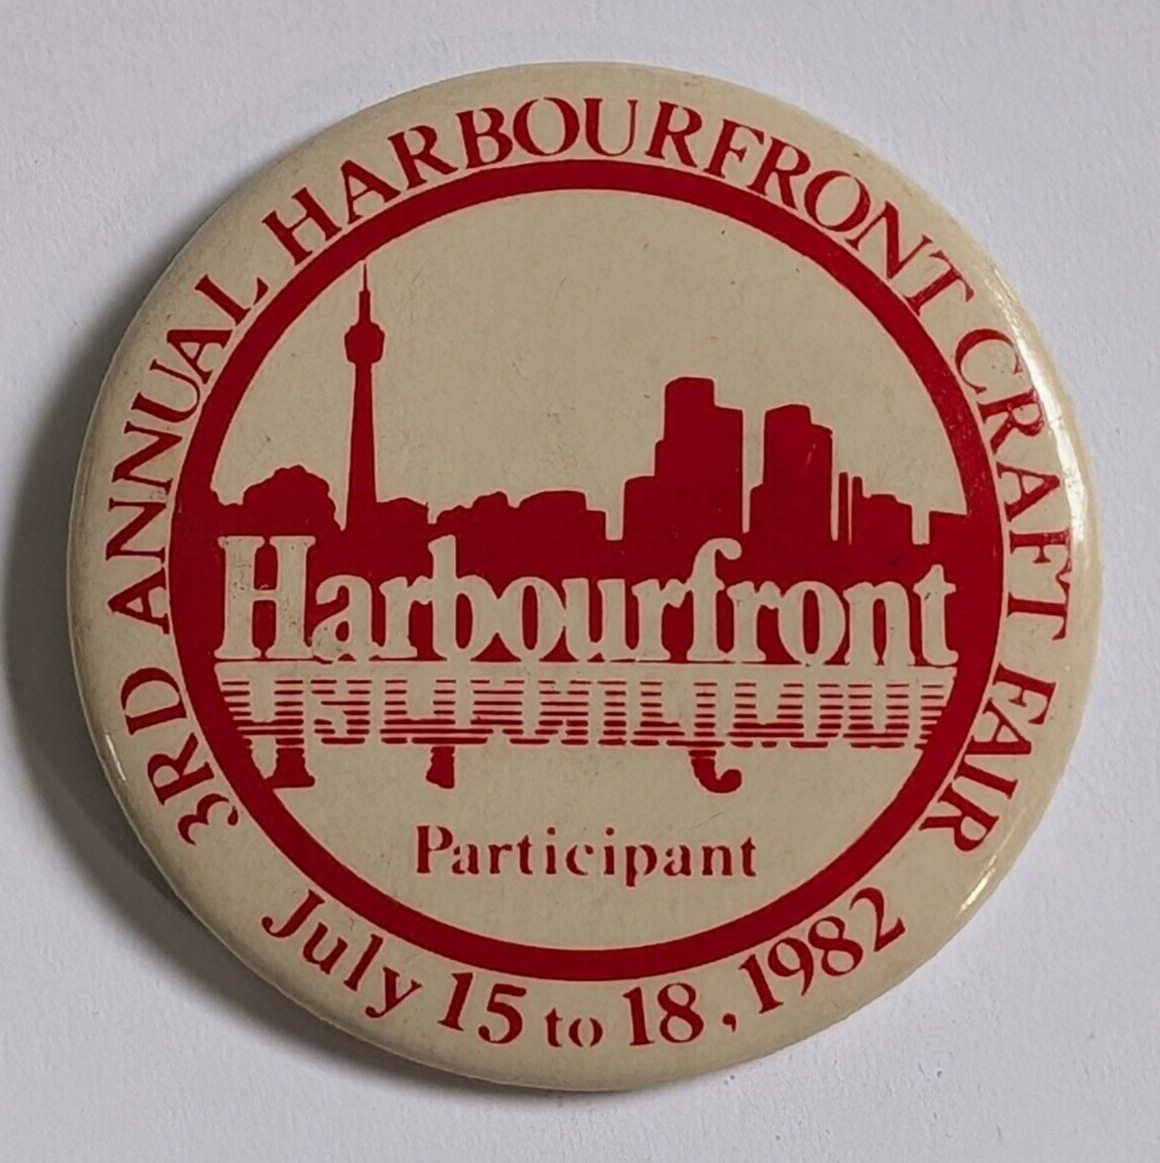 3RD ANNUAL HARBOURFRONT CRAFT FAIR
Harbourfront
Participant
July 15 to 18, 1982